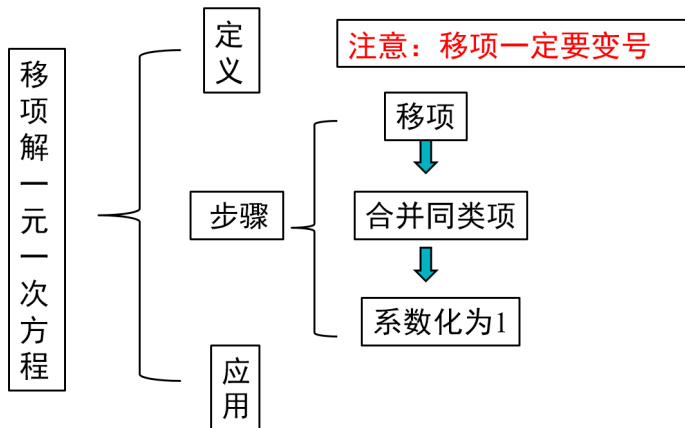 移项解一元一次方程
定义
注意：移项一定要变号
步骤
移项
合并同类项
系数化为1
应用